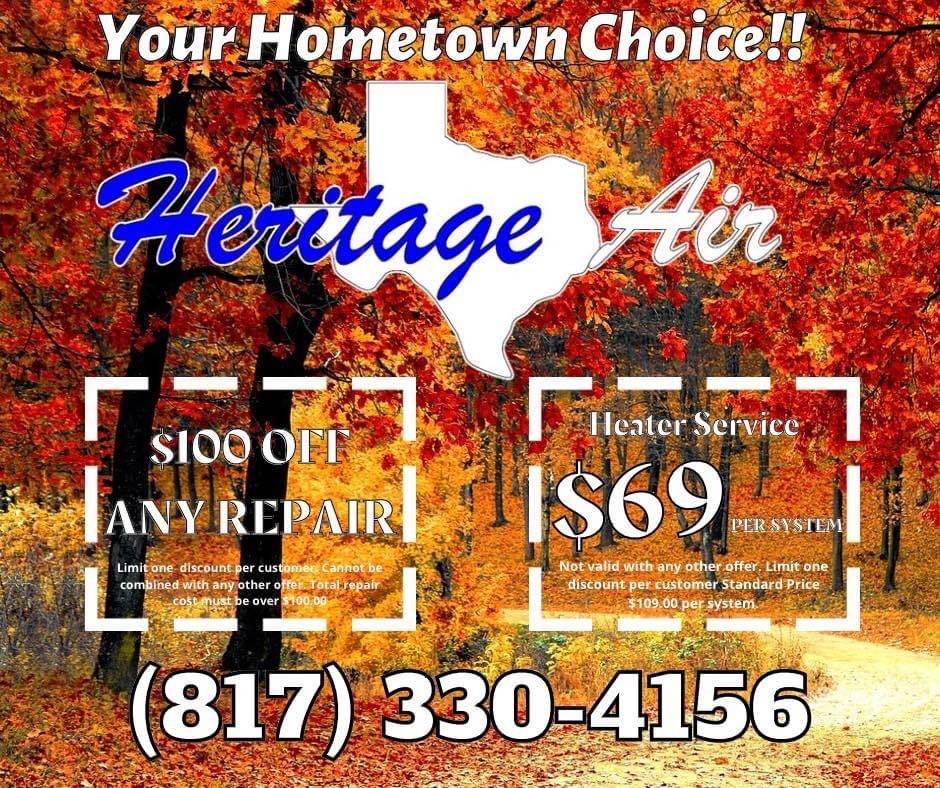 Your Hometown Choice!!
Heritage Air
$100 OFF
ANY REPAIR
Limit one discount per customer. Cannot be
combined with any other offer. Total repair
cost must be over $100.00
Heater Service
$69 PER SYSTEM
Not valid with any other offer. Limit one
discount per customer Standard Price
$109.00 per system.
(817) 330-4156